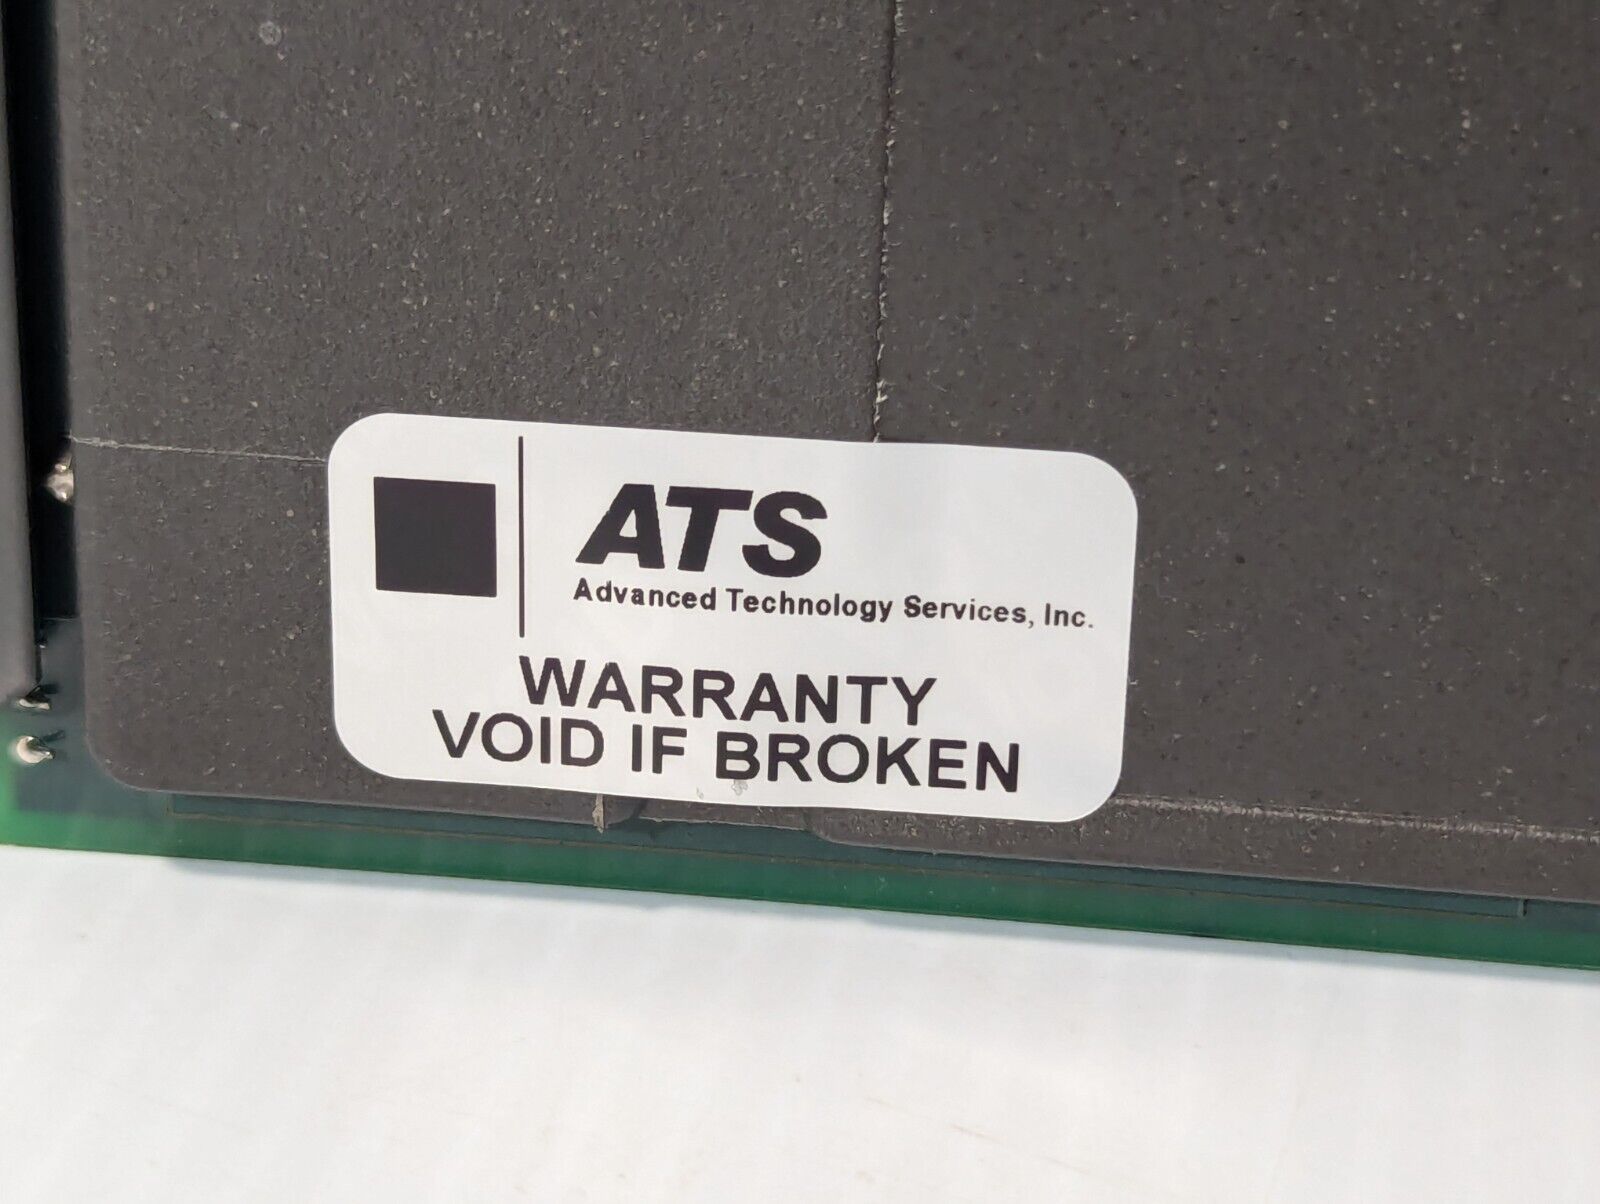 ATS
Advanced Technology Services, Inc.
WARRANTY
VOID IF BROKEN